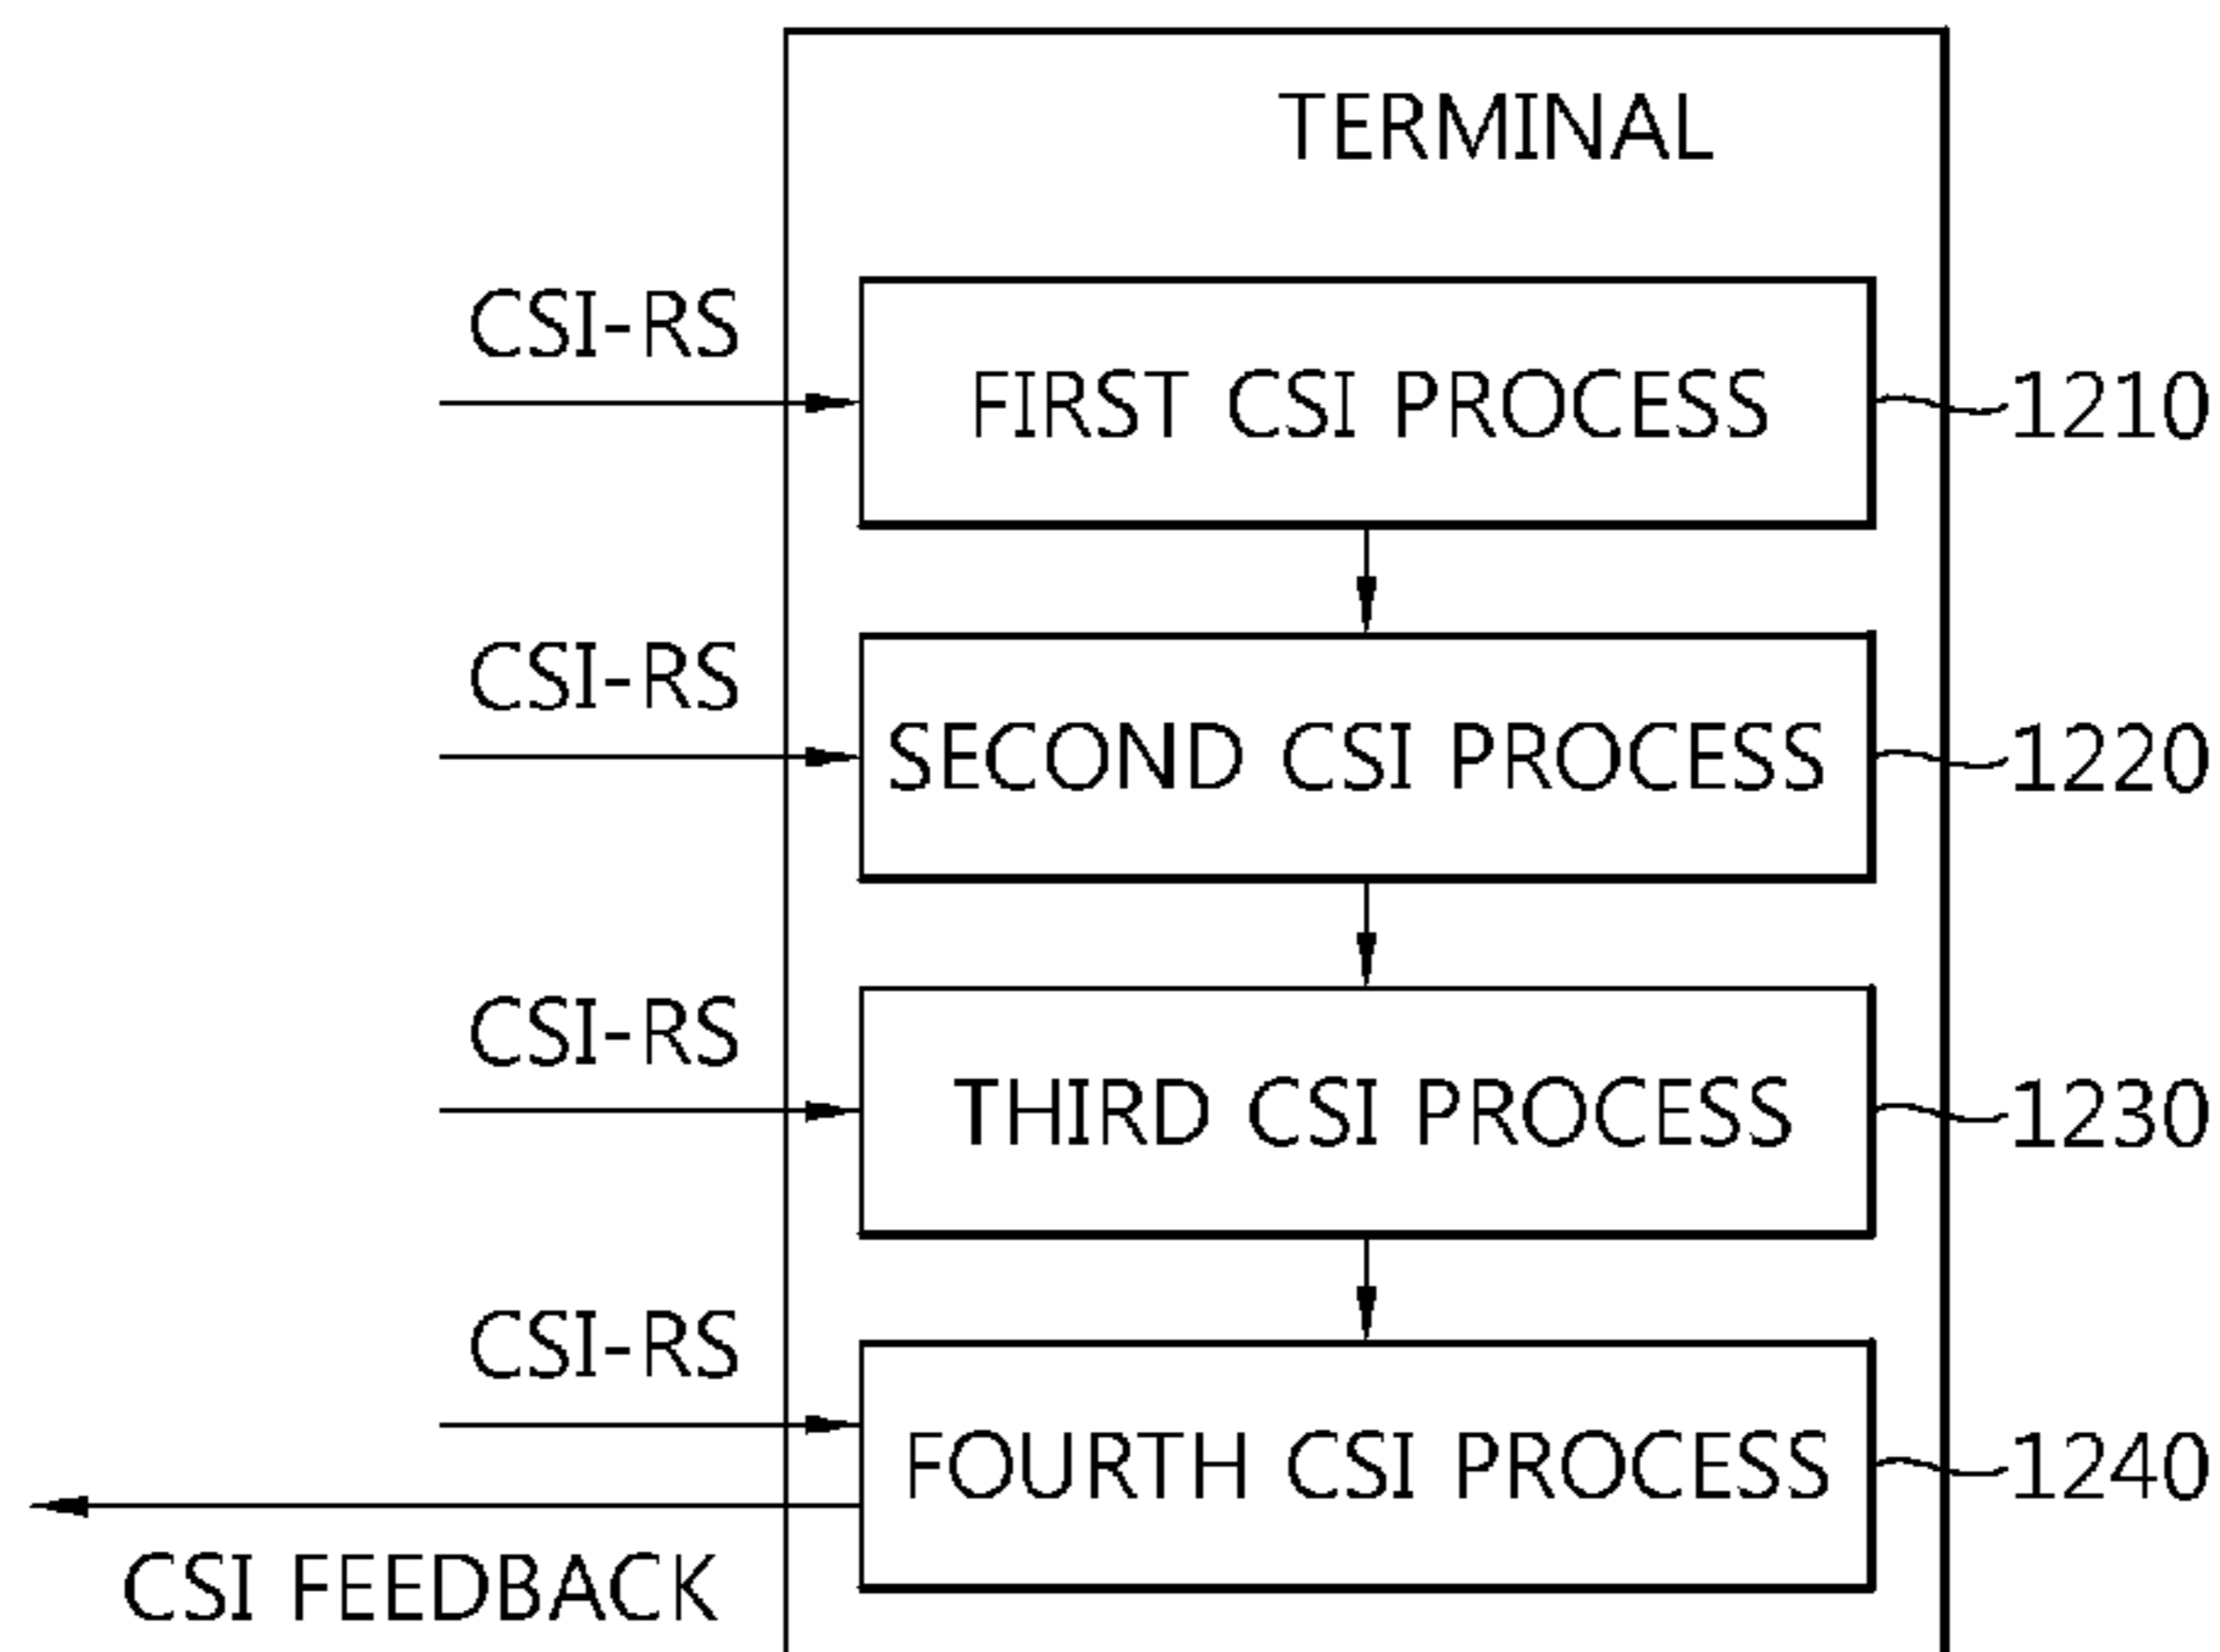 TERMINAL
CSI-RS
FIRST CSI PROCESS
1210
CSI-RS
SECOND CSI PROCESS
1220
CSI-RS
THIRD CSI PROCESS
1230
CSI-RS
FOURTH CSI PROCESS
1240
CSI FEEDBACK